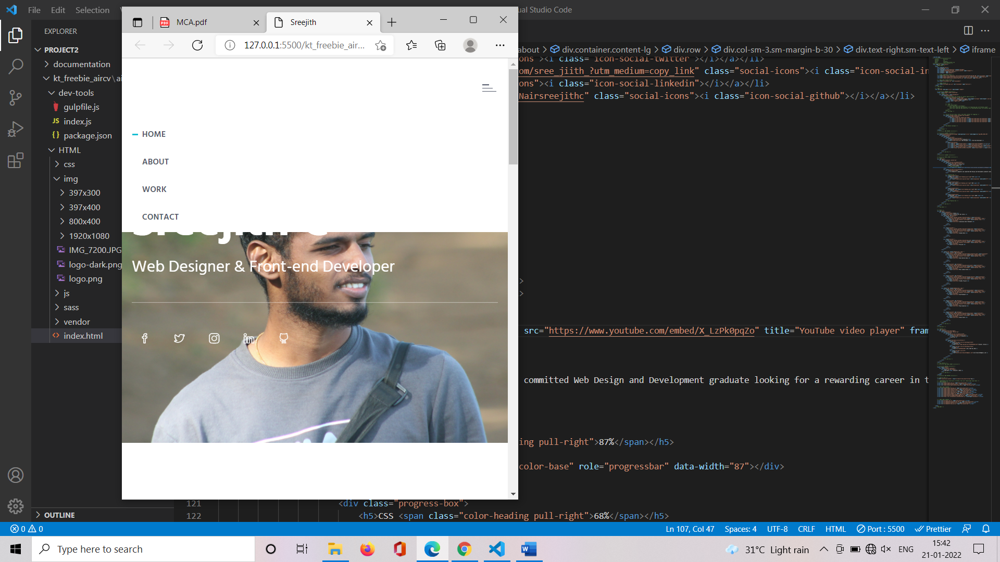 File Edit Selection
ual Studio Code
MCA.pdf
Sreejith
127.0.0.1:5500/kt_freebie_air...
EXPLORER
PROJECT2
documentation
kt_freebie_aircv\ai
dev-tools
gulpfile.js
JS index.js
{} package.json
HTML
css
img
397x300
397x400
800x400
1920x1080
IMG_7200.JPG
logo-dark.png
logo.png
js
sass
vendor
<> index.html
OUTLINE
HOME
ABOUT
WORK
CONTACT
Web Designer & Front-end Developer
about > div.container.content-lg > div.row > div.col-sm-3.sm-margin-b-30 > div.text-right.sm-text-left > iframe
ons"><i class="icon-social-twitter"></i></a></li>
om/sree_jiith_?utm_medium=copy_link" class="social-icons"><i class="icon-social-in
ons"><i class="icon-social-linkedin"></i></a></li>
Nairsreejithc" class="social-icons"><i class="icon-social-github"></i></a></li>
>
>
src="https://www.youtube.com/embed/X_LzPk0pqZo" title="YouTube video player" fram
committed Web Design and Development graduate looking for a rewarding career in t
ing pull-right">87%</span></h5>
color-base" role="progressbar" data-width="87"></div>
121 <div class="progress-box">
122 <h5>CSS <span class="color-heading pull-right">68%</span></h5>
0 0
Ln 107, Col 47 Spaces: 4 UTF-8 CRLF HTML Port : 5500 Prettier
Type here to search
31°C Light rain
ENG
15:42
21-01-2022